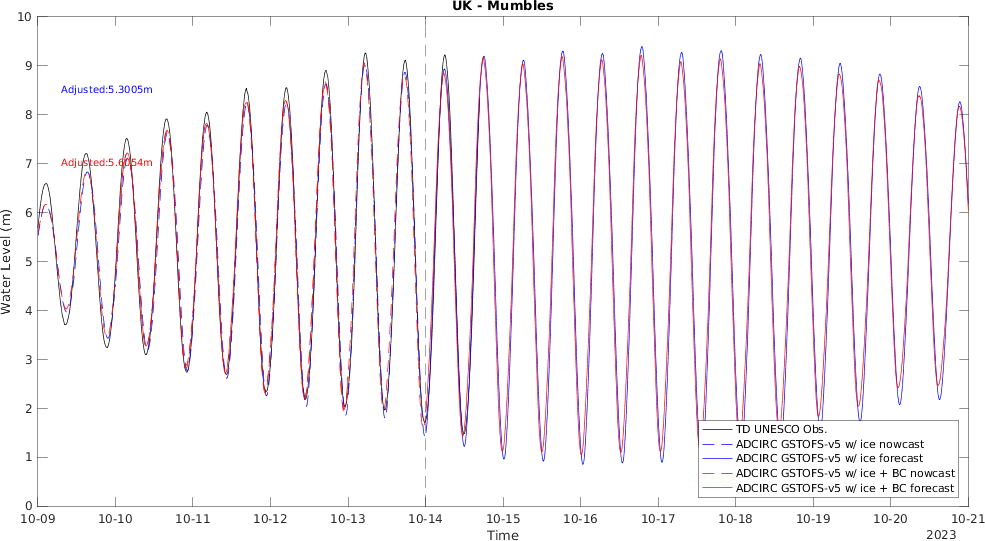 UK - Mumbles
10
9
8
7
6
5
4
3
2
1
0
Water Level (m)
Adjusted:5.3005m
Adjusted:5.6054m
TD UNESCO Obs.
ADCIRC GSTOFS-v5 w/ ice nowcast
ADCIRC GSTOFS-v5 w/ ice forecast
ADCIRC GSTOFS-v5 w/ ice + BC nowcast
ADCIRC GSTOFS-v5 w/ ice + BC forecast
10-09 10-10 10-11 10-12 10-13 10-14 10-15 10-16 10-17 10-18 10-19 10-20 10-21
Time
2023